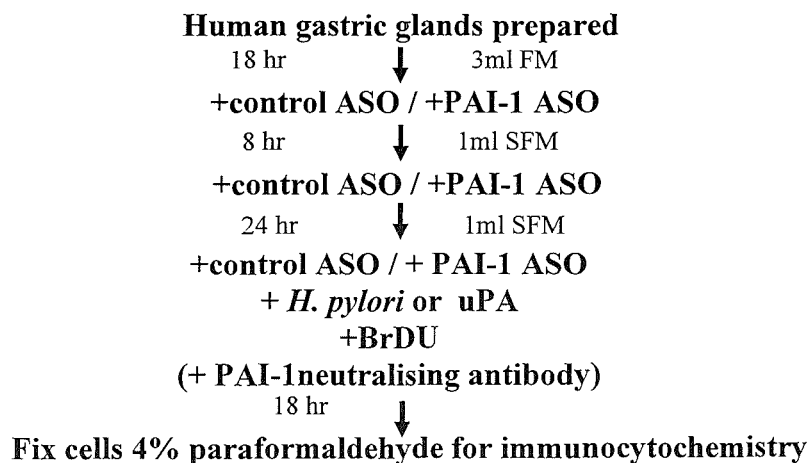 Human gastric glands prepared
18 hr 3ml FM
+control ASO / +PAI-1 ASO
8 hr 1ml SFM
+control ASO / +PAI-1 ASO
24 hr 1ml SFM
+control ASO / + PAI-1 ASO
+ H. pylori or uPA
+BrDU
(+ PAI-1neutralising antibody)
18 hr
Fix cells 4% paraformaldehyde for immunocytochemistry